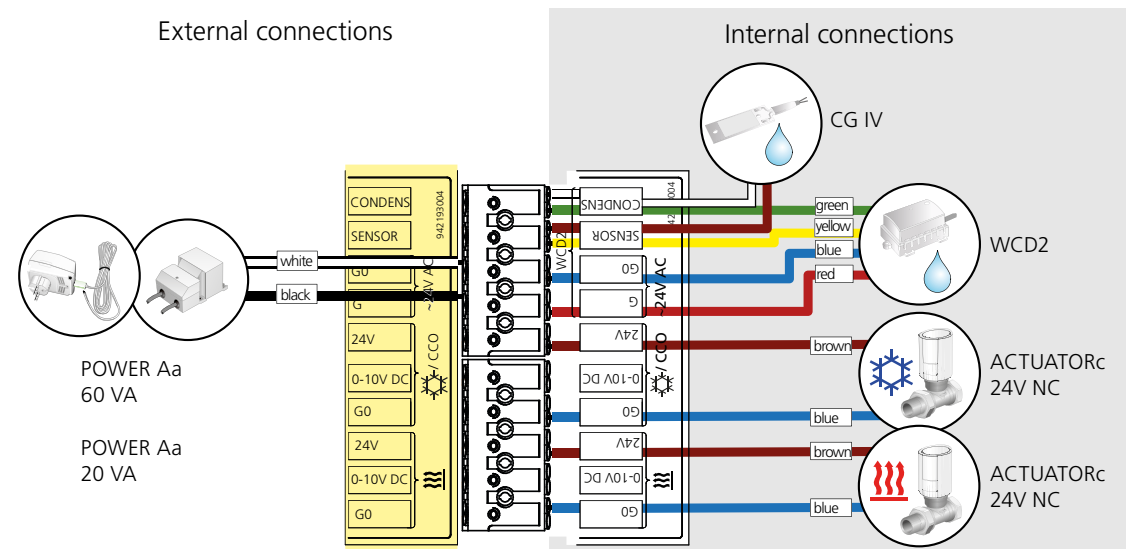 External connections
Internal connections
CG IV
CONDENS
SENSOR
G0
G
~24V AC
24V
0-10V DC
G0
/ CCO
24V
0-10V DC
G0
942193004
white
black
POWER Aa
60 VA
POWER Aa
20 VA
WCD2
CONDENS
SENSOR
G0
G
~24V AC
24V
0-10V DC
G0
/ CCO
24V
0-10V DC
G0
green
yellow
blue
red
WCD2
brown
blue
ACTUATORc
24V NC
brown
blue
ACTUATORc
24V NC